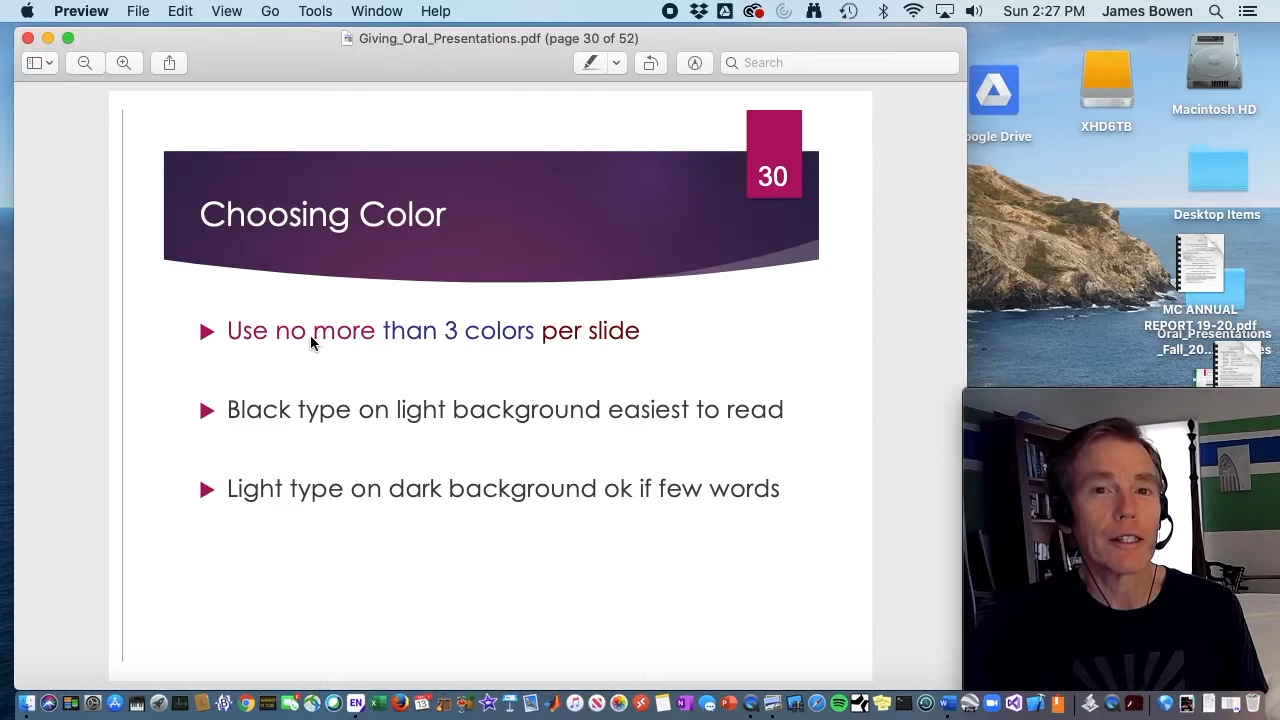 Preview File Edit View Go Tools Window Help Sun 2:27 PM James Bowen
Giving_Oral_Presentations.pdf (page 30 of 52)
Search
30
Choosing Color
Use no more than 3 colors per slide
Black type on light background easiest to read
Light type on dark background ok if few words
Macintosh HD
oogle Drive
XHD6TB
Desktop Items
MC ANNUAL
REPORT 19-20.pdf
Oral_Presentations
_Fall_20...
EN